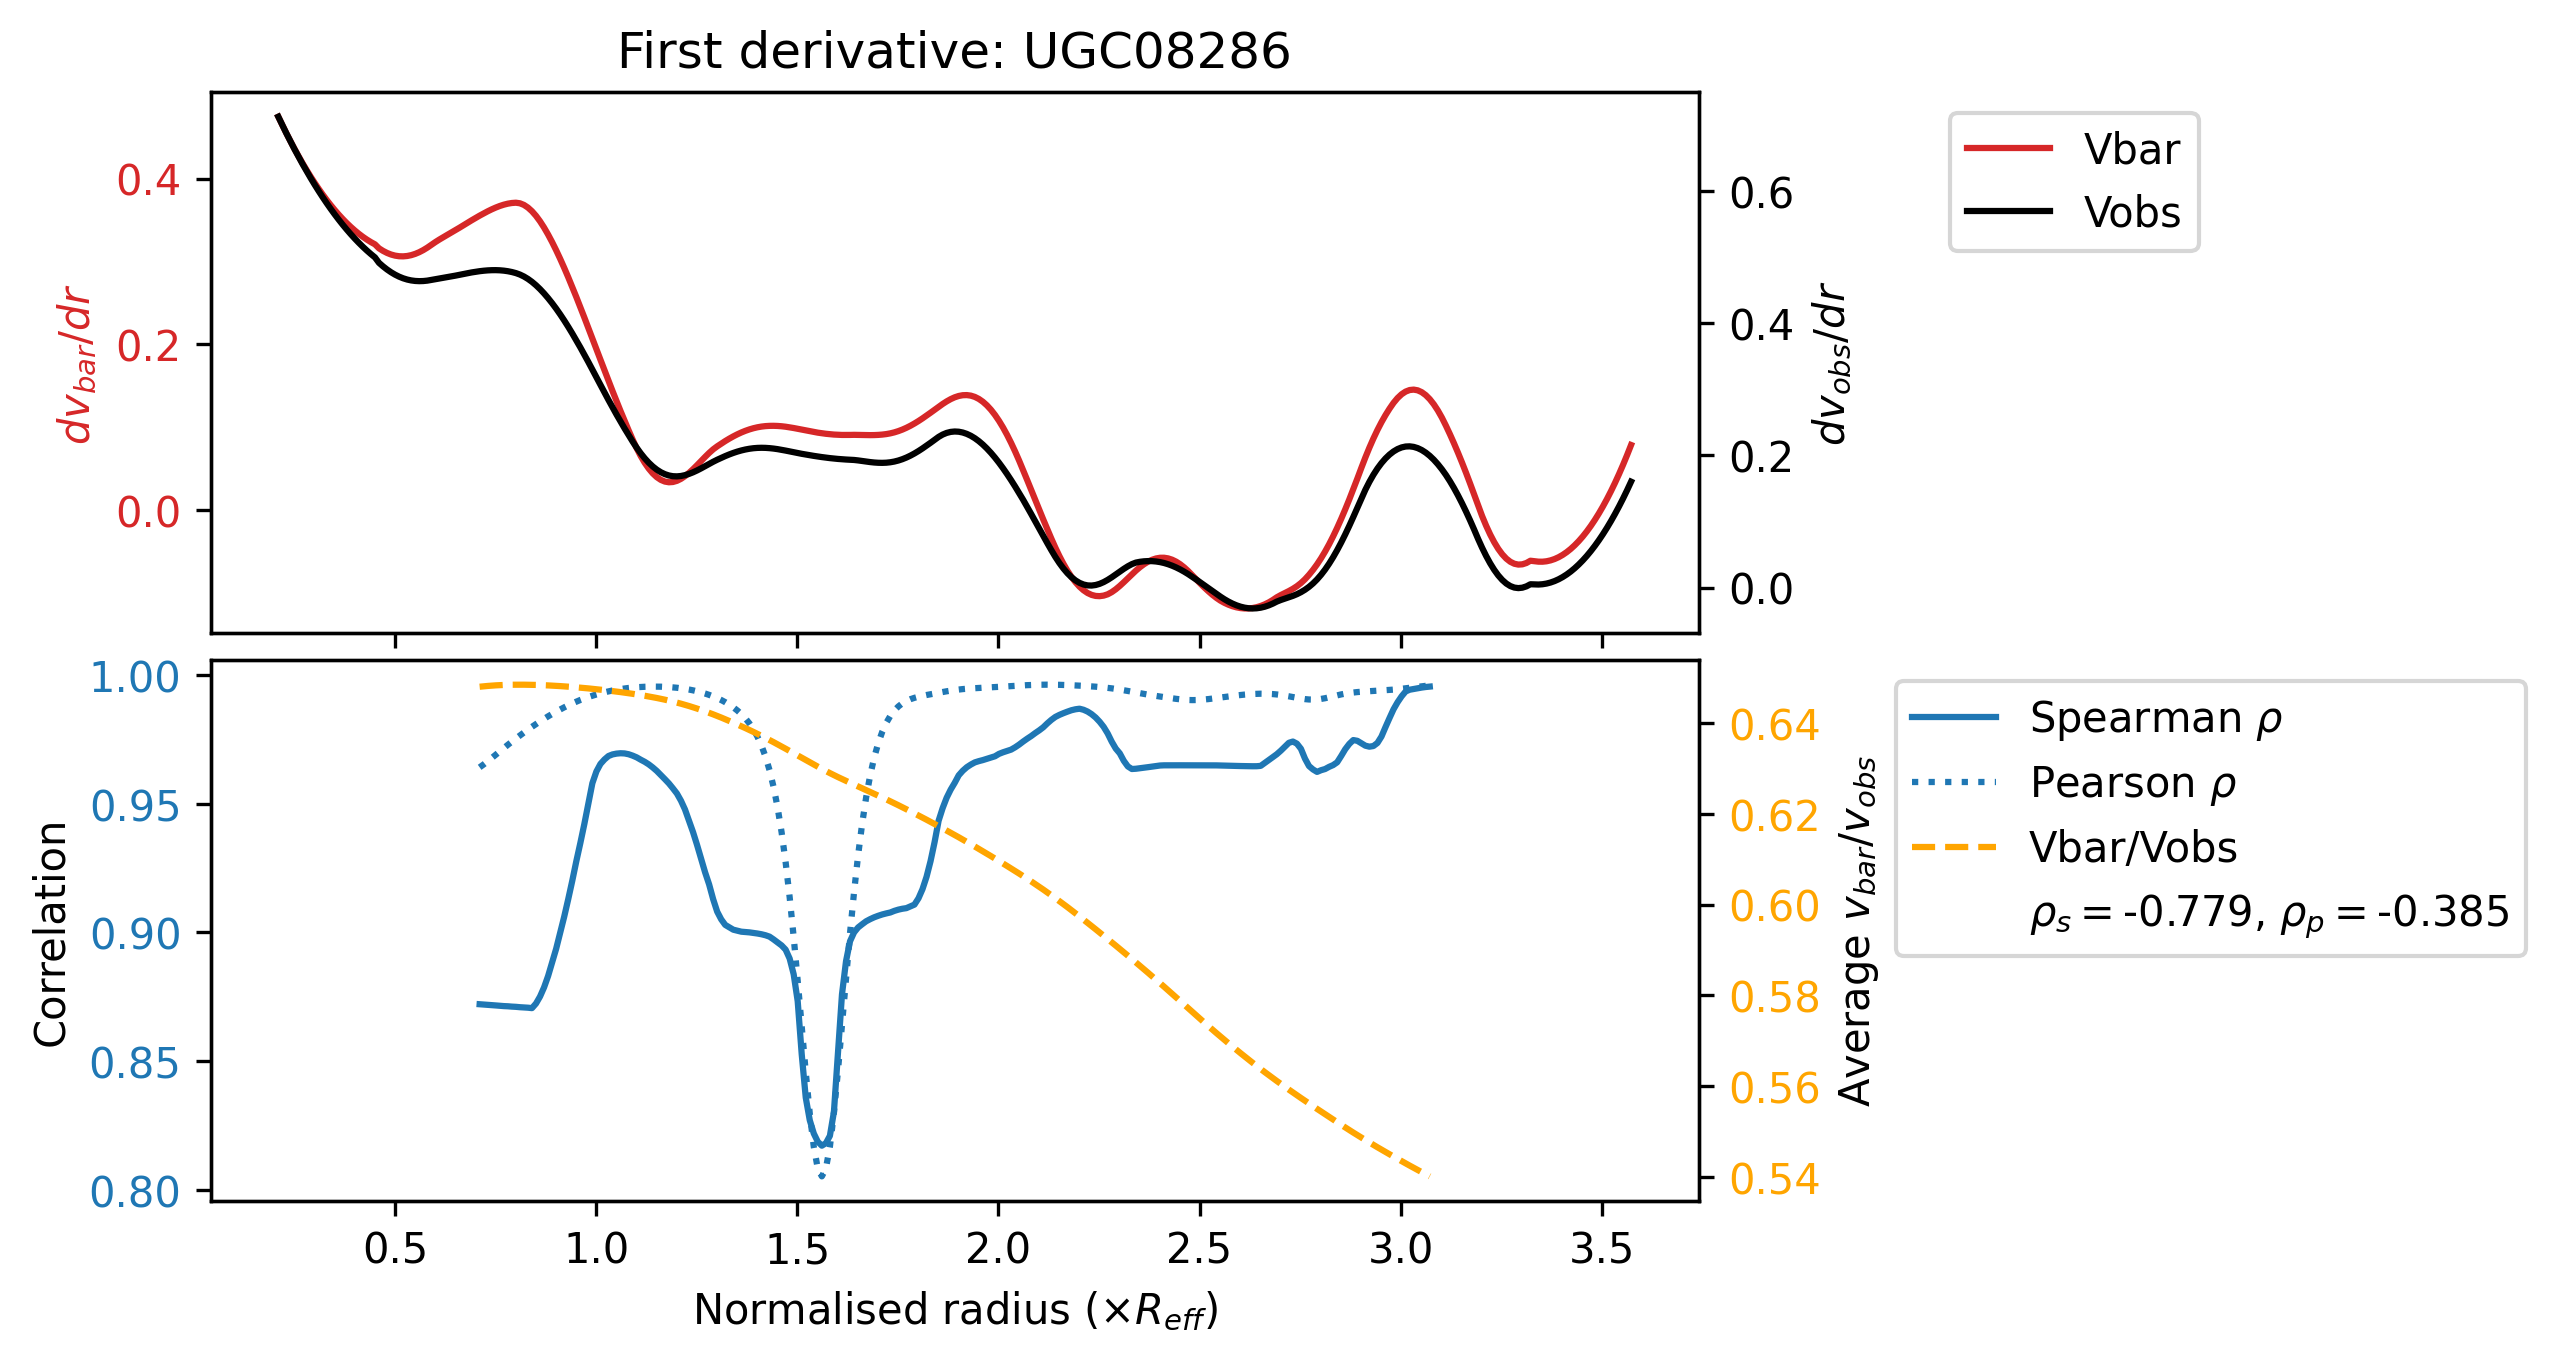 First derivative: UGC08286
0.4
0.2
0.0
dv_bar/dr
0.6
0.4
0.2
0.0
dv_obs/dr
Vbar
Vobs
1.00
0.95
0.90
0.85
0.80
Correlation
0.64
0.62
0.60
0.58
0.56
0.54
Average v_bar/v_obs
Spearman ρ
Pearson ρ
Vbar/Vobs
ρ_s = -0.779, ρ_p = -0.385
0.5 1.0 1.5 2.0 2.5 3.0 3.5
Normalised radius (×R_eff)